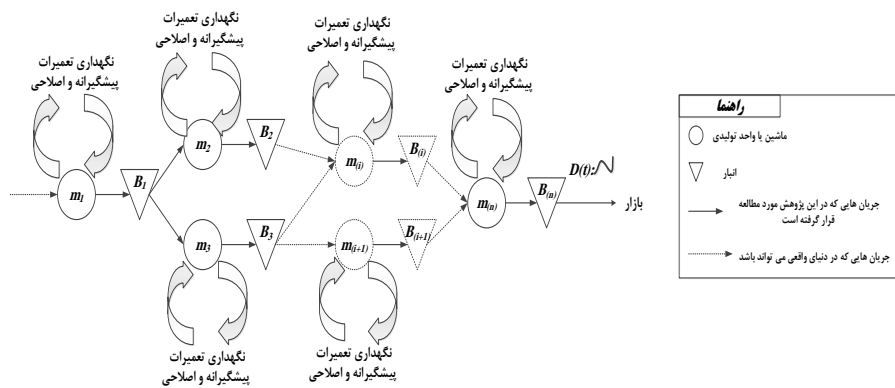 نگهداری تعمیرات
پیشگیرانه و اصلاحی
نگهداری تعمیرات
پیشگیرانه و اصلاحی
نگهداری تعمیرات
پیشگیرانه و اصلاحی
نگهداری تعمیرات
پیشگیرانه و اصلاحی
m1
B1
m2
B2
m3
B3
m(i)
B(i)
m(i+1)
B(i+1)
m(n)
B(n)
D(t):
بازار
نگهداری تعمیرات
پیشگیرانه و اصلاحی
نگهداری تعمیرات
پیشگیرانه و اصلاحی
راهنما
ماشین یا واحد تولیدی
انبار
جریان هایی که در این پژوهش مورد مطالعه
قرار گرفته است
جریان هایی که در دنیای واقعی می تواند باشد